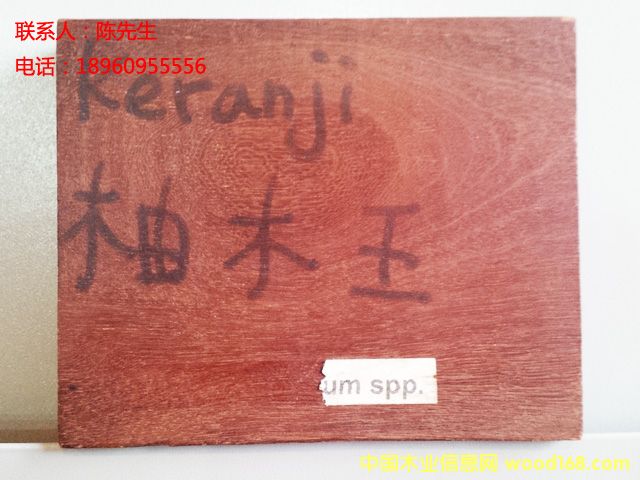 联系人：陈先生
电话：18960955556
keranji
柚木王
um spp.
中国木业信息网 wood168.com